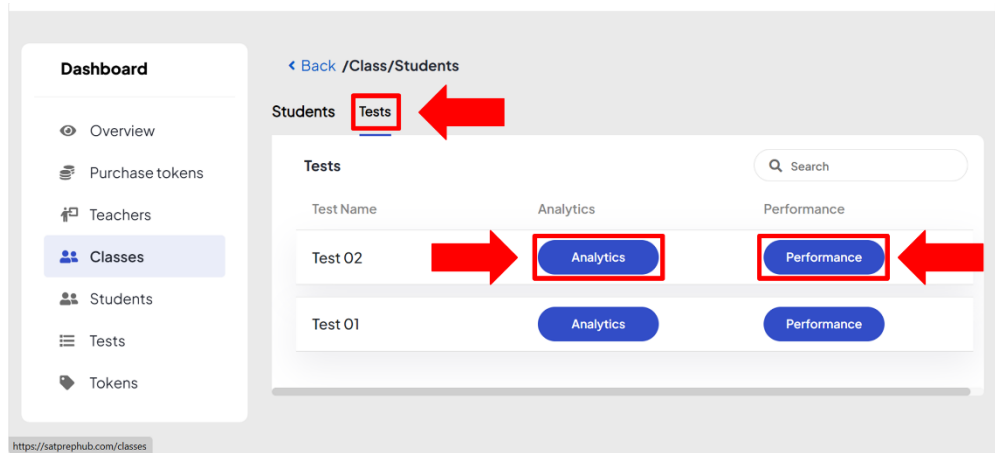 Dashboard
Overview
Purchase tokens
Teachers
Classes
Students
Tests
Tokens
Back /Class/Students
Students Tests
Tests
Search
Test Name Analytics Performance
Test 02 Analytics Performance
Test 01 Analytics Performance
https://satprephub.com/classes